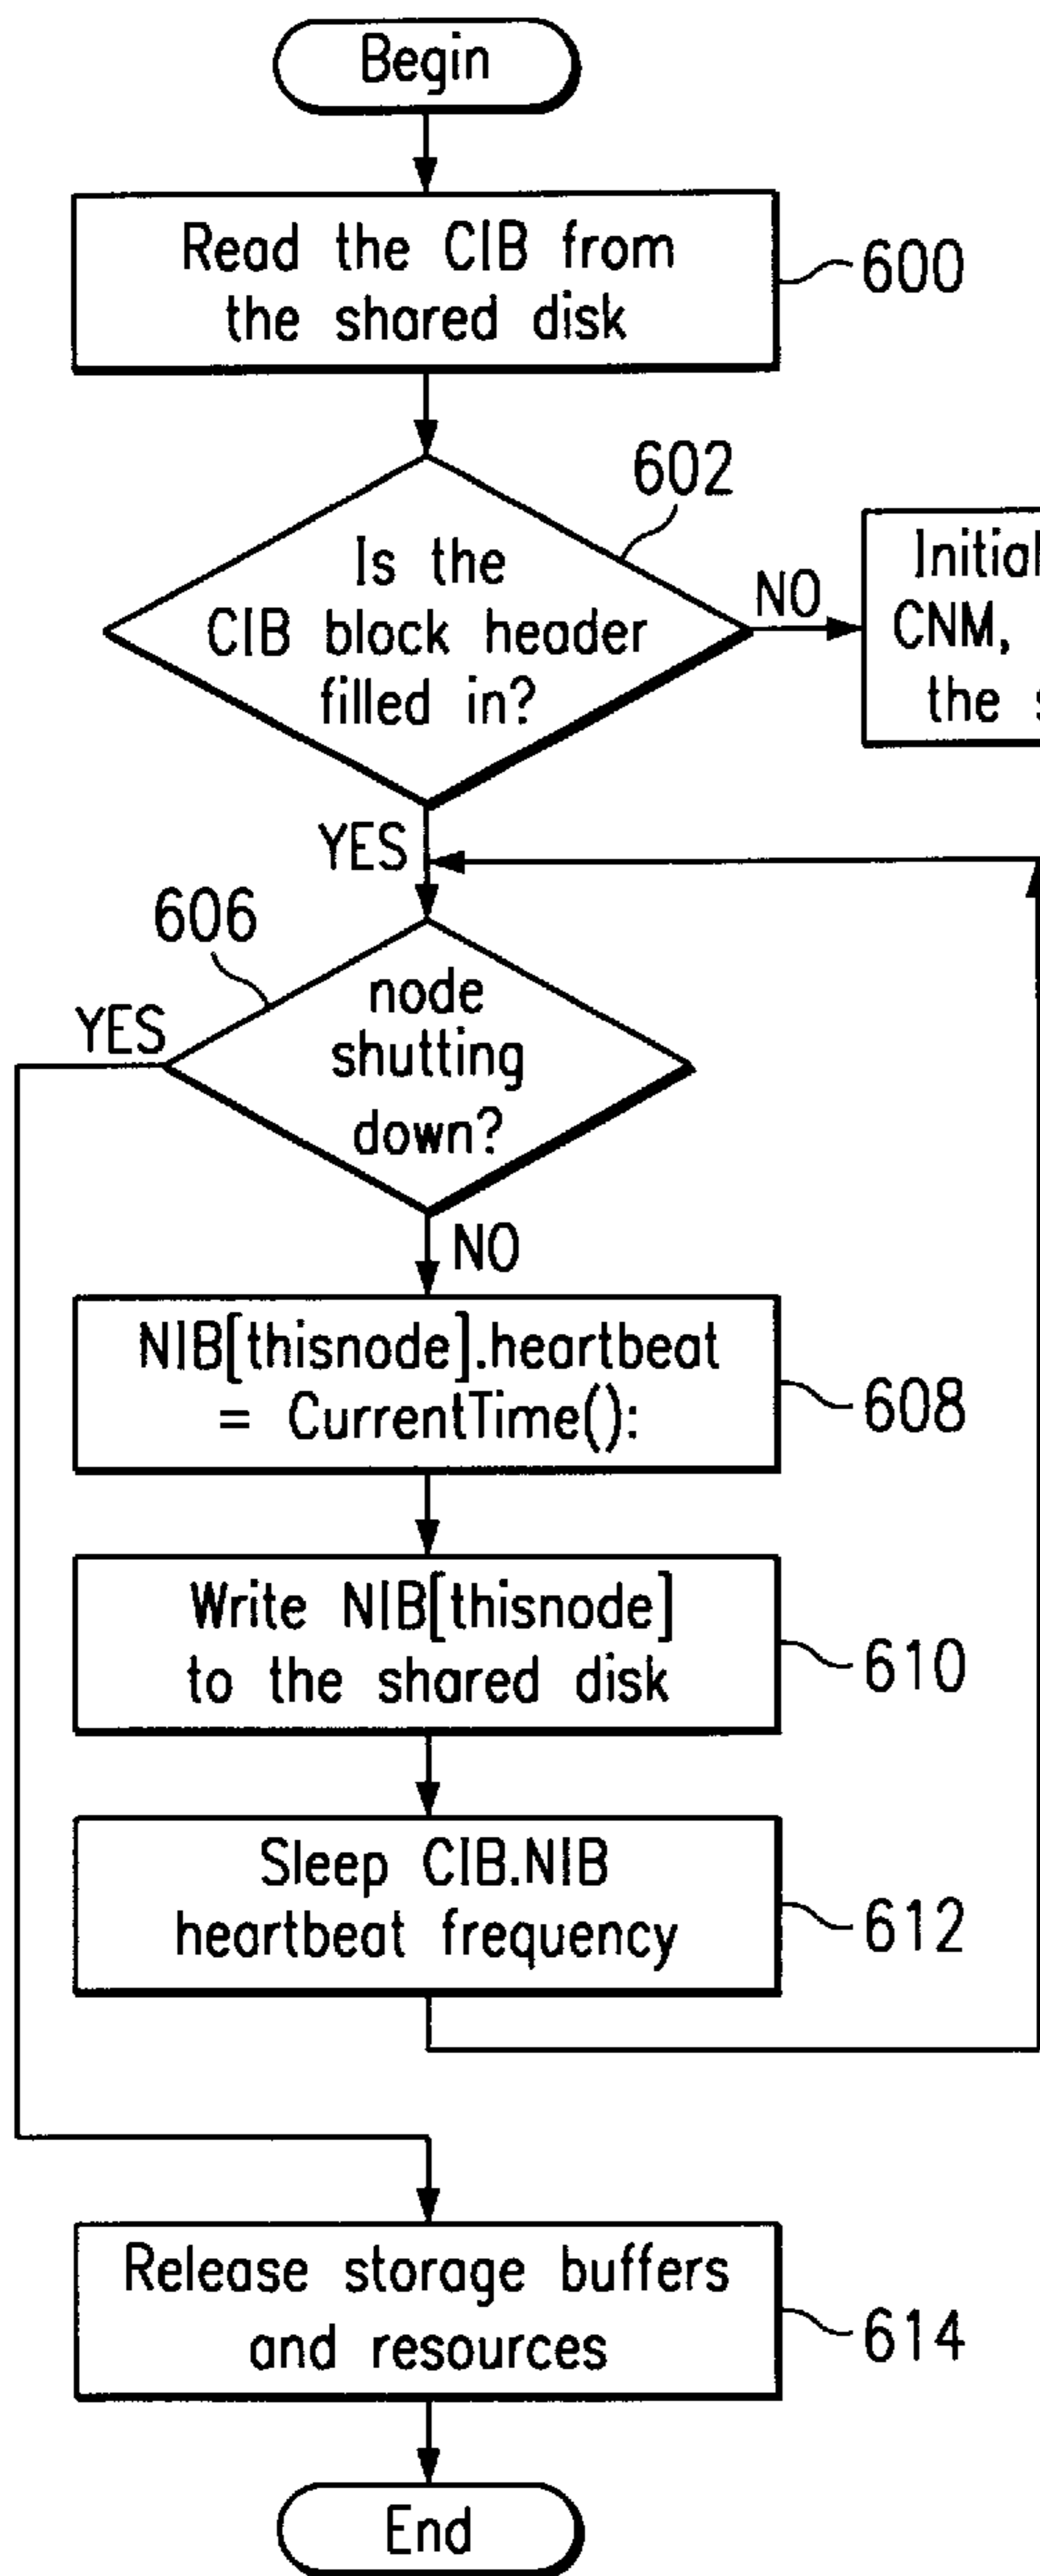 Begin
Read the CIB from
the shared disk
600
602
Is the
CIB block header
filled in?
NO
CNM,
the
YES
606
YES
node
shutting
down?
NO
NIB[thisnode].heartbeat
= CurrentTime():
608
Write NIB[thisnode]
to the shared disk
610
Sleep CIB.NIB
heartbeat frequency
612
Release storage buffers
and resources
614
End